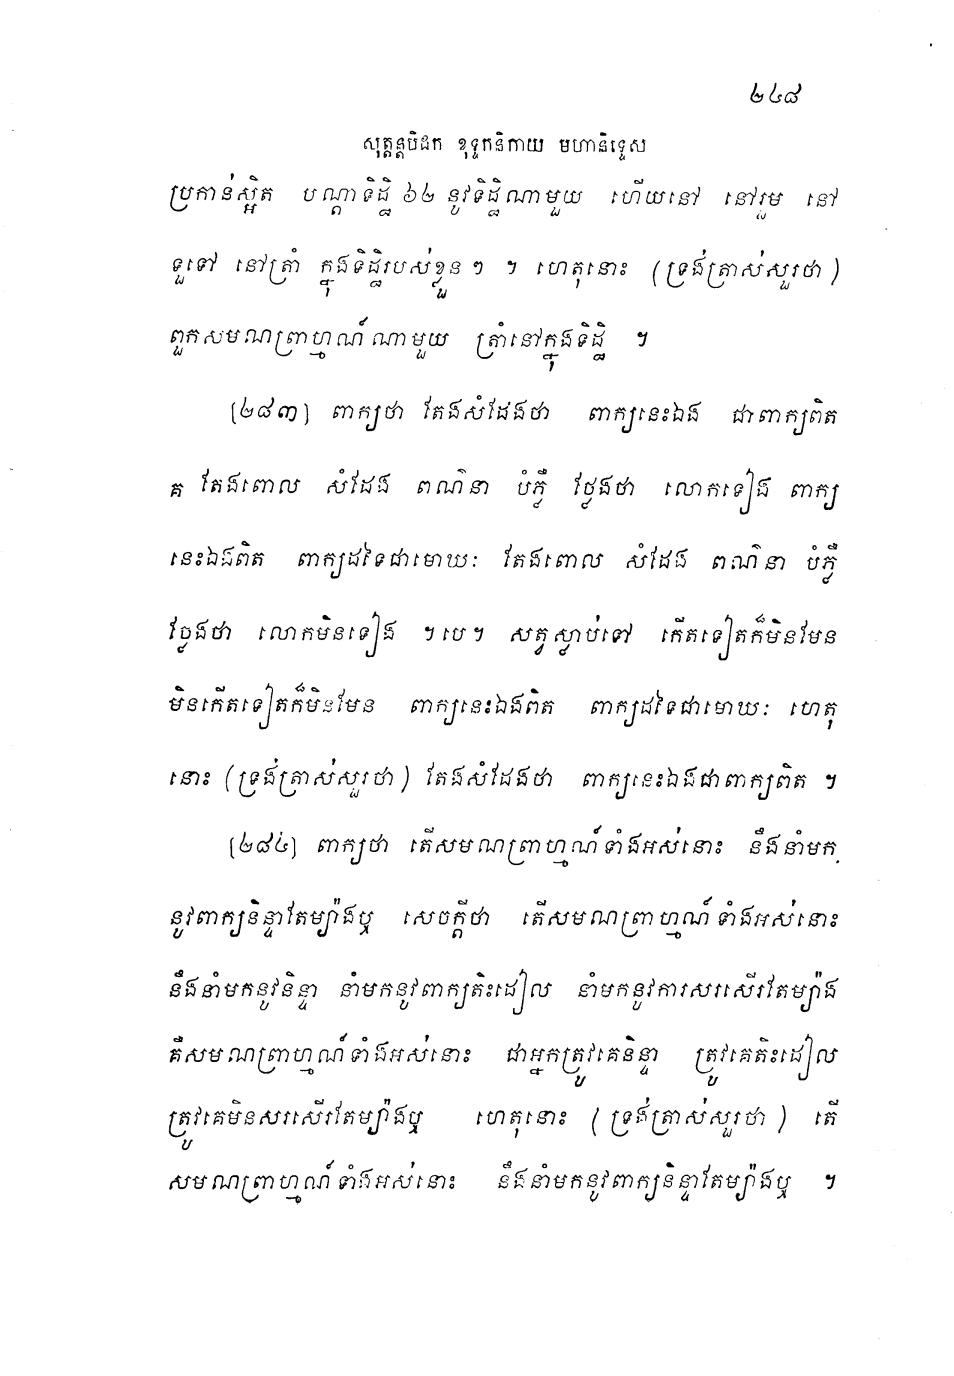 ២៤៨
សុត្តន្តបិដក ខុទ្ទកនិកាយ មហានិទ្ទេស
ប្រកាន់ស្អិត បណ្តាទិដ្ឋិ ៦២ នូវទិដ្ឋិណាមួយ ហើយនៅ នៅរួម នៅ
ទួទៅ នៅត្រាំ ក្នុងទិដ្ឋិរបស់ខ្លួនៗ ។ ហេតុនោះ (ទ្រង់ត្រាស់សួរថា)
ពួកសមណព្រាហ្មណ៍ណាមួយ ត្រាំនៅក្នុងទិដ្ឋិ ។
[២៨៣] ពាក្យថា តែងសំដែងថា ពាក្យនេះឯង ជាពាក្យពិត
គ តែងពោល សំដែង ពណ៌នា បំភ្លឺ ថ្លែងថា លោកទៀង ពាក្យ
នេះឯងពិត ពាក្យដទៃជាមោឃៈ តែងពោល សំដែង ពណ៌នា បំភ្លឺ
ថ្លែងថា លោកមិនទៀង ។បេ។ សត្វស្លាប់ទៅ កើតទៀតក៏មិនមែន
មិនកើតទៀតក៏មិនមែន ពាក្យនេះឯងពិត ពាក្យដទៃជាមោឃៈ ហេតុ
នោះ (ទ្រង់ត្រាស់សួរថា) តែងសំដែងថា ពាក្យនេះឯងជាពាក្យពិត ។
[២៨៤] ពាក្យថា តើសមណព្រាហ្មណ៍ទាំងអស់នោះ នឹងនាំមក
នូវពាក្យនិន្ទាតែម្យ៉ាងឬ សេចក្តីថា តើសមណព្រាហ្មណ៍ទាំងអស់នោះ
នឹងនាំមកនូវនិន្ទា នាំមកនូវពាក្យតិះដៀល នាំមកនូវការសរសើរតែម្យ៉ាង
គឺសមណព្រាហ្មណ៍ទាំងអស់នោះ ជាអ្នកត្រូវគេនិន្ទា ត្រូវគេតិះដៀល
ត្រូវគេមិនសរសើរតែម្យ៉ាងឬ ហេតុនោះ (ទ្រង់ត្រាស់សួរថា) តើ
សមណព្រាហ្មណ៍ទាំងអស់នោះ នឹងនាំមកនូវពាក្យនិន្ទាតែម្យ៉ាងឬ ។